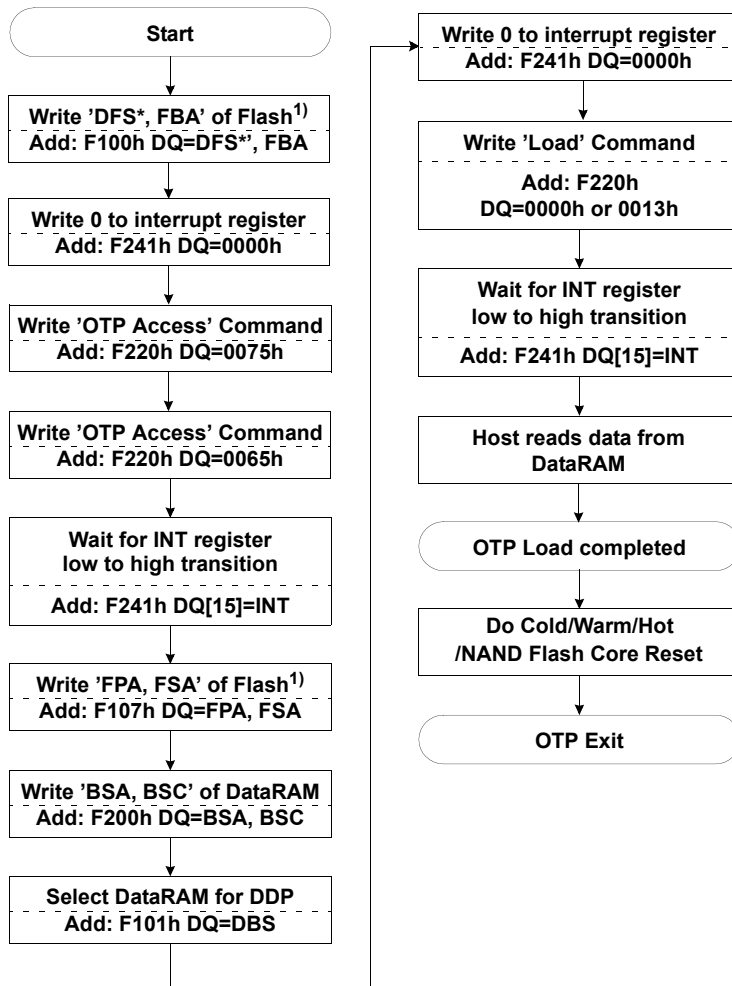 Start
Write ’DFS*, FBA’ of Flash1)
Add: F100h DQ=DFS*’, FBA
Write 0 to interrupt register
Add: F241h DQ=0000h
Write ’OTP Access’ Command
Add: F220h DQ=0075h
Write ’OTP Access’ Command
Add: F220h DQ=0065h
Wait for INT register
low to high transition
Add: F241h DQ[15]=INT
Write ’FPA, FSA’ of Flash1)
Add: F107h DQ=FPA, FSA
Write ’BSA, BSC’ of DataRAM
Add: F200h DQ=BSA, BSC
Select DataRAM for DDP
Add: F101h DQ=DBS
Write 0 to interrupt register
Add: F241h DQ=0000h
Write ’Load’ Command
Add: F220h
DQ=0000h or 0013h
Wait for INT register
low to high transition
Add: F241h DQ[15]=INT
Host reads data from
DataRAM
OTP Load completed
Do Cold/Warm/Hot
/NAND Flash Core Reset
OTP Exit